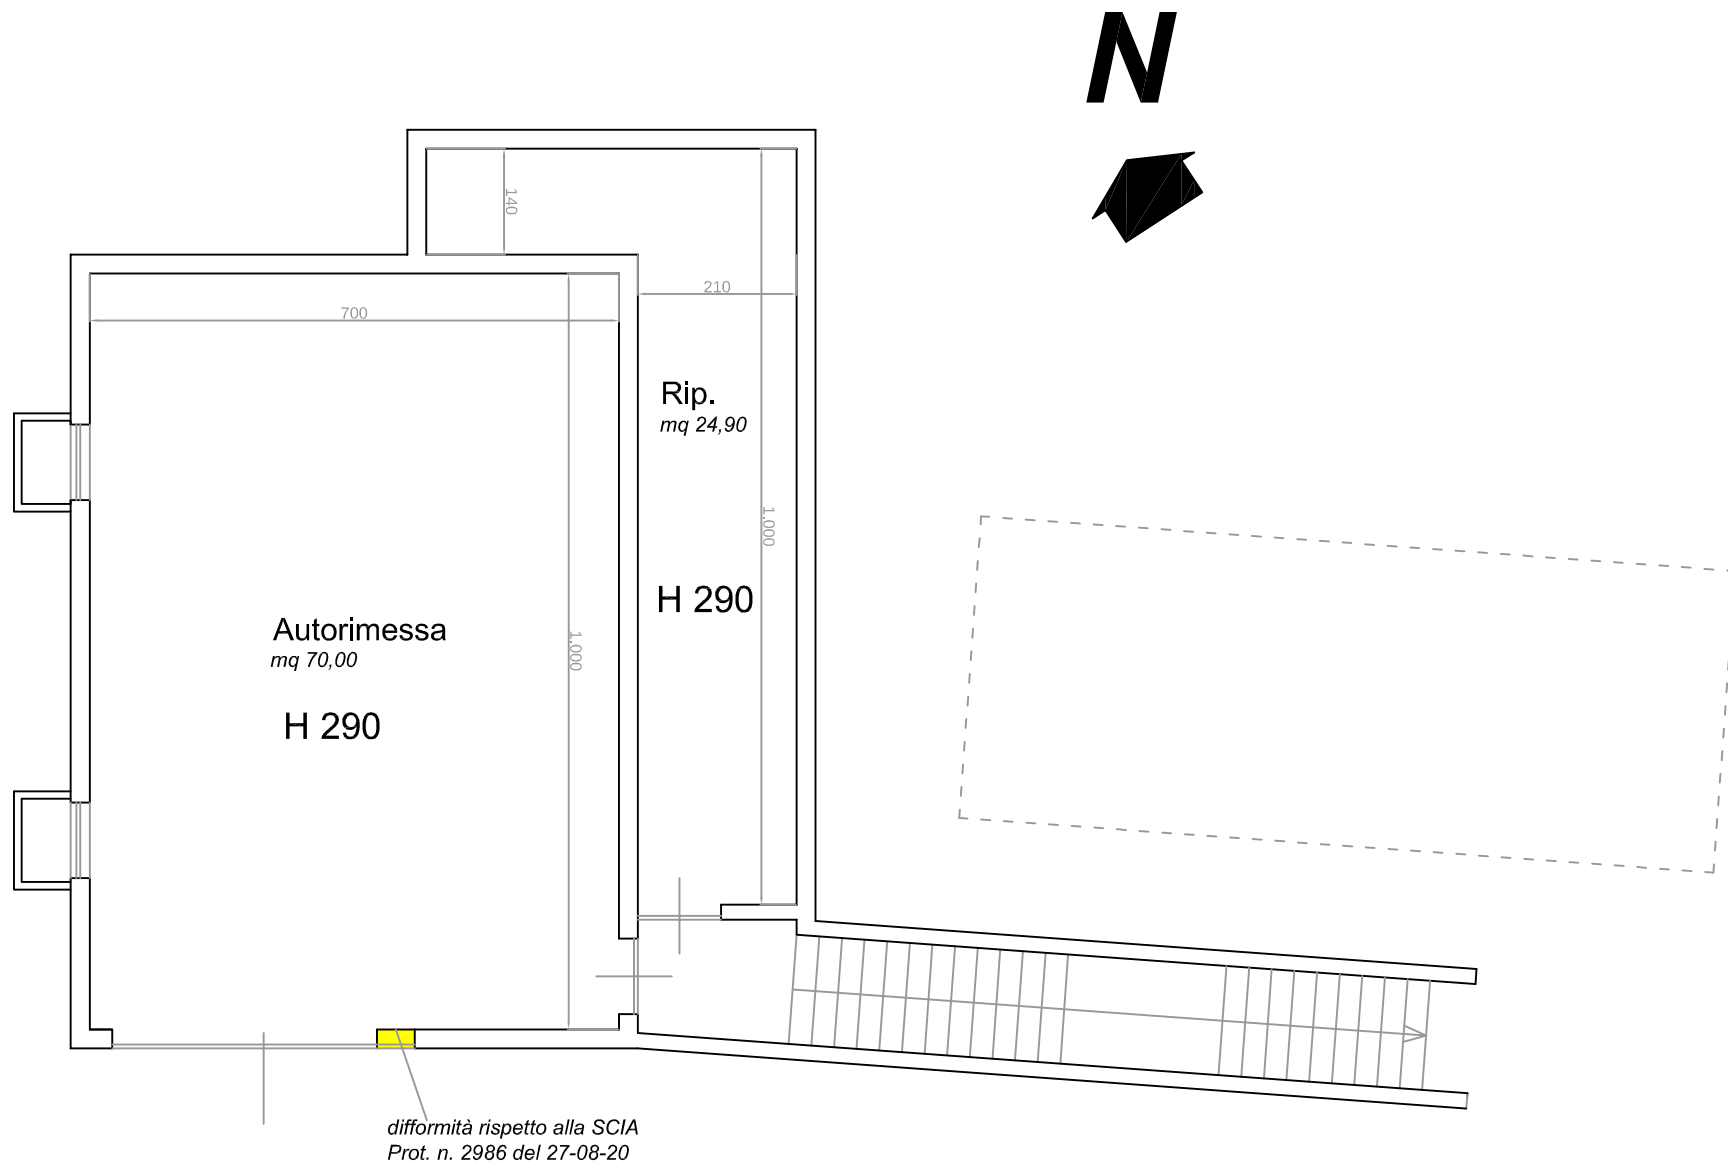 N
140
210
700
Rip.
mq 24,90
1.000
H 290
Autorimessa
mq 70,00
1.000
H 290
difformità rispetto alla SCIA
Prot. n. 2986 del 27-08-20